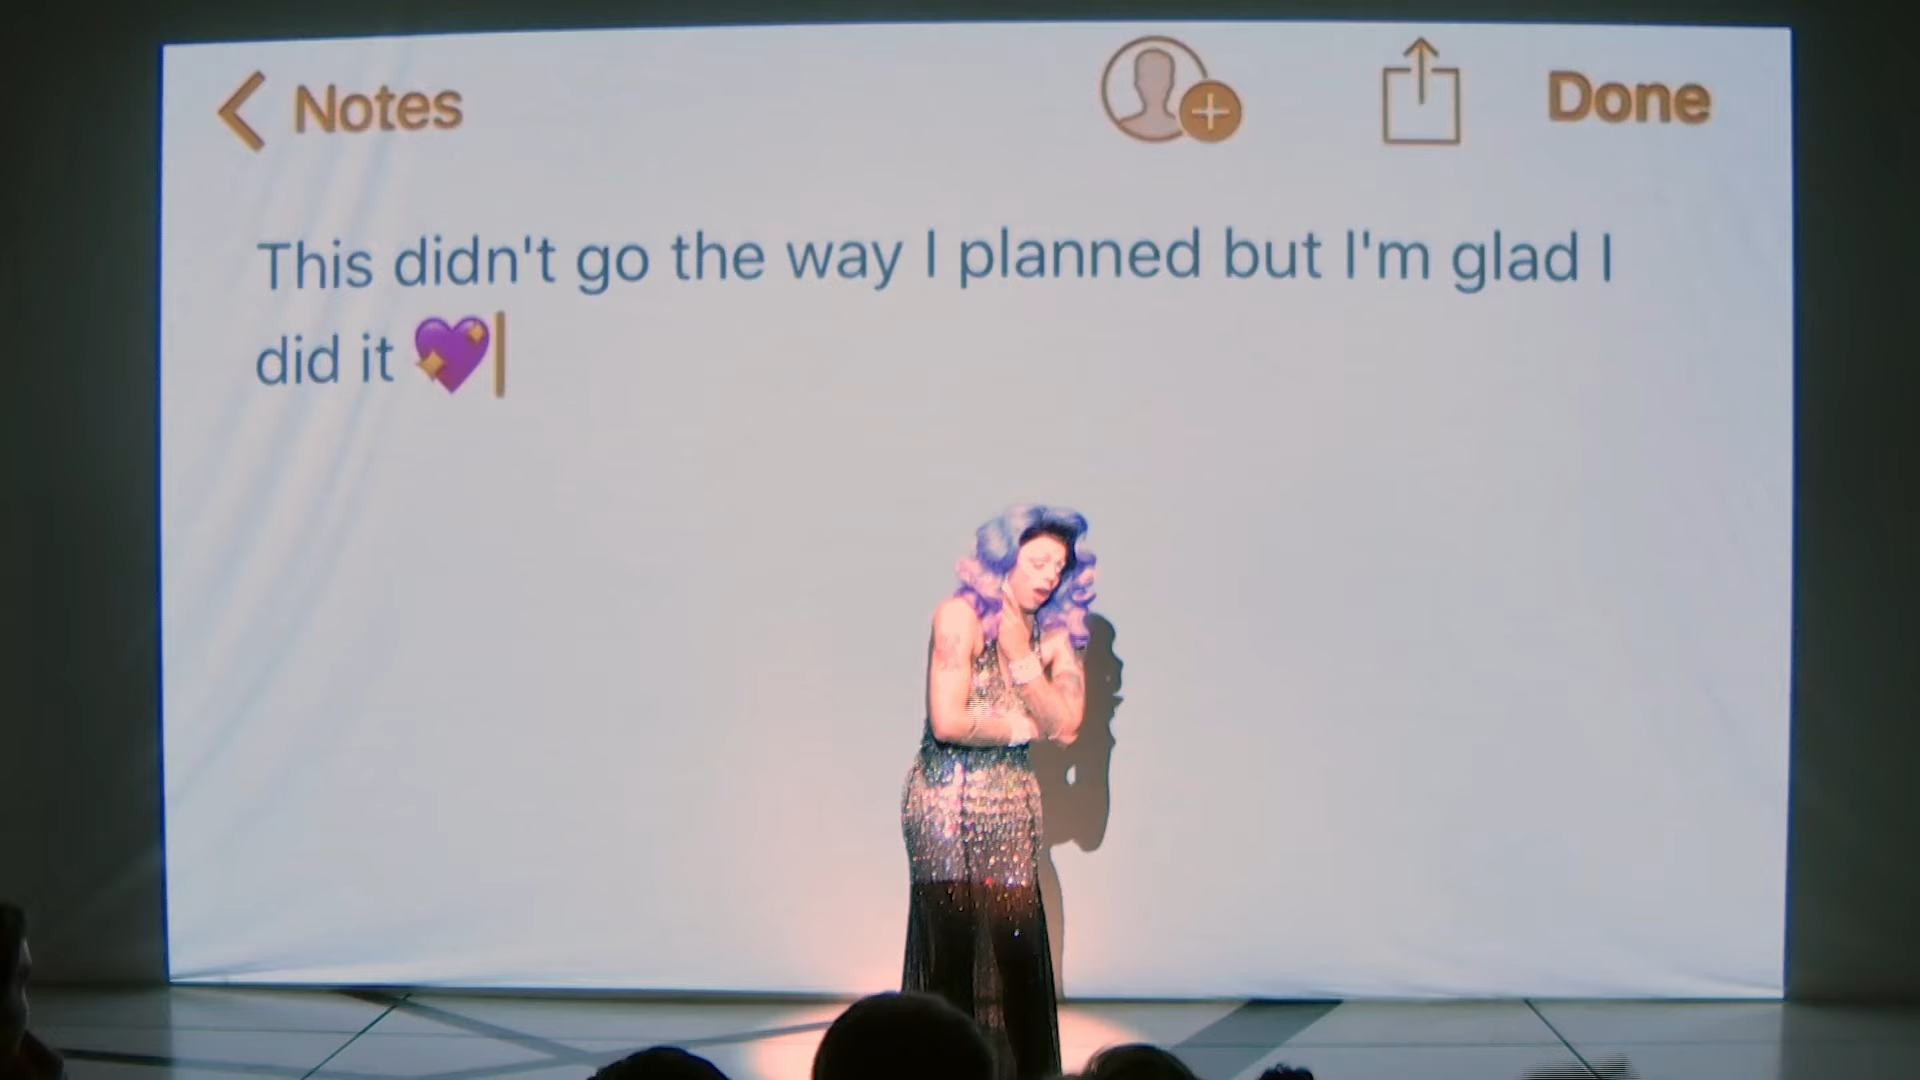 Notes
Done
This didn't go the way I planned but I'm glad I
did it 💖